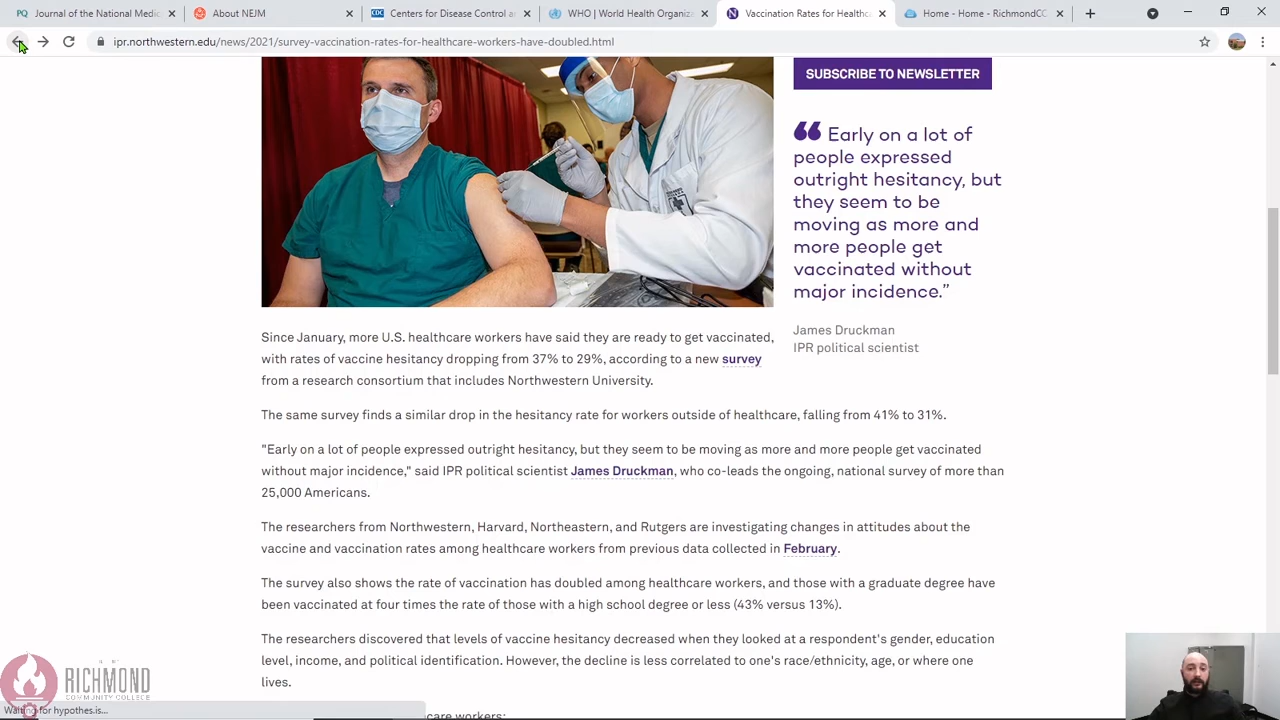 Journal of the National Medic
About NEJM
Centers for Disease Control an
WHO | World Health Organiza
Vaccination Rates for Healthca
Home - Home - RichmondCC
ipr.northwestern.edu/news/2021/survey-vaccination-rates-for-healthcare-workers-have-doubled.html
SUBSCRIBE TO NEWSLETTER
Early on a lot of
people expressed
outright hesitancy, but
they seem to be
moving as more and
more people get
vaccinated without
major incidence.”
James Druckman
IPR political scientist
Since January, more U.S. healthcare workers have said they are ready to get vaccinated,
with rates of vaccine hesitancy dropping from 37% to 29%, according to a new survey
from a research consortium that includes Northwestern University.
The same survey finds a similar drop in the hesitancy rate for workers outside of healthcare, falling from 41% to 31%.
"Early on a lot of people expressed outright hesitancy, but they seem to be moving as more and more people get vaccinated
without major incidence," said IPR political scientist James Druckman, who co-leads the ongoing, national survey of more than
25,000 Americans.
The researchers from Northwestern, Harvard, Northeastern, and Rutgers are investigating changes in attitudes about the
vaccine and vaccination rates among healthcare workers from previous data collected in February.
The survey also shows the rate of vaccination has doubled among healthcare workers, and those with a graduate degree have
been vaccinated at four times the rate of those with a high school degree or less (43% versus 13%).
The researchers discovered that levels of vaccine hesitancy decreased when they looked at a respondent's gender, education
level, income, and political identification. However, the decline is less correlated to one's race/ethnicity, age, or where one
lives.
RICHMOND
COMMUNITY COLLEGE
Waiting for hypothes.is...
care workers: